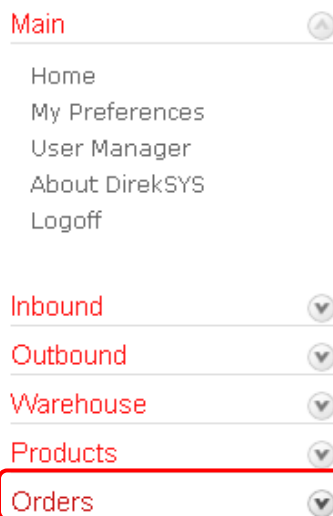 Main
Home
My Preferences
User Manager
About DirekSYS
Logoff
Inbound
Outbound
Warehouse
Products
Orders